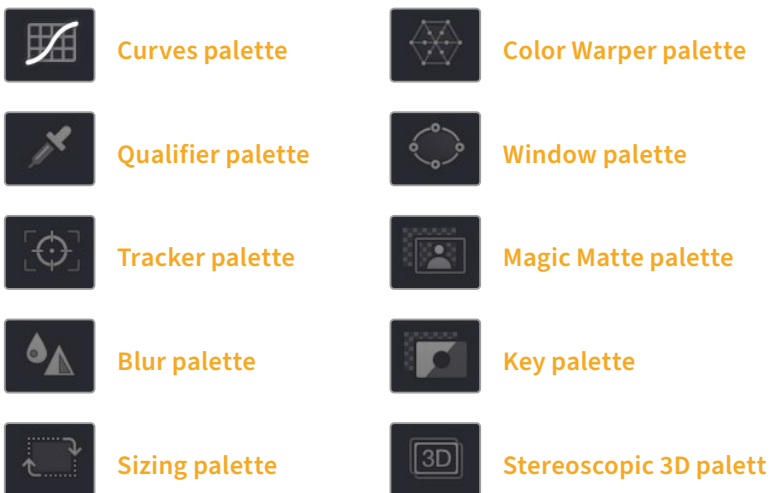 Curves palette
Color Warper palette
Qualifier palette
Window palette
Tracker palette
Magic Matte palette
Blur palette
Key palette
Sizing palette
3D
Stereoscopic 3D palett